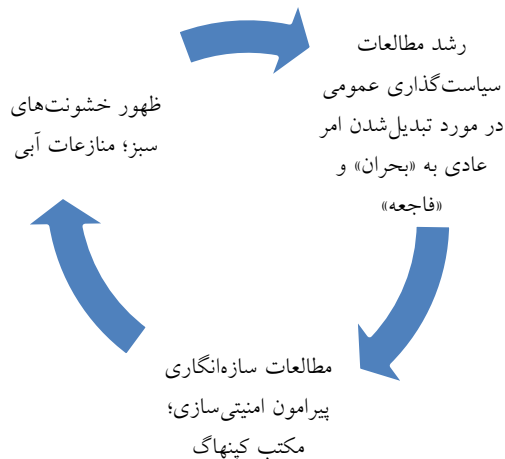 رشد مطالعات
سیاست‌گذاری عمومی
در مورد تبدیل‌شدن امر
عادی به «بحران» و
«فاجعه»
مطالعات سازه‌انگاری
پیرامون امنیتی‌سازی؛
مکتب کپنهاگ
ظهور خشونت‌های
سبز؛ منازعات آبی